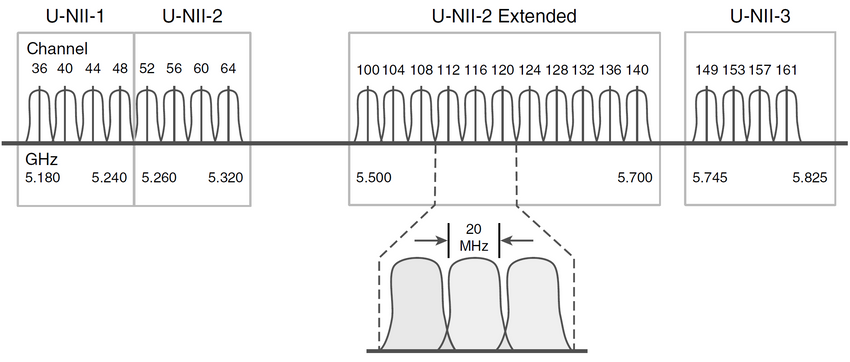 U-NII-1 U-NII-2 U-NII-2 Extended U-NII-3
Channel
36 40 44 48 52 56 60 64 100 104 108 112 116 120 124 128 132 136 140 149 153 157 161
GHz
5.180 5.240 5.260 5.320 5.500 5.700 5.745 5.825
20
MHz